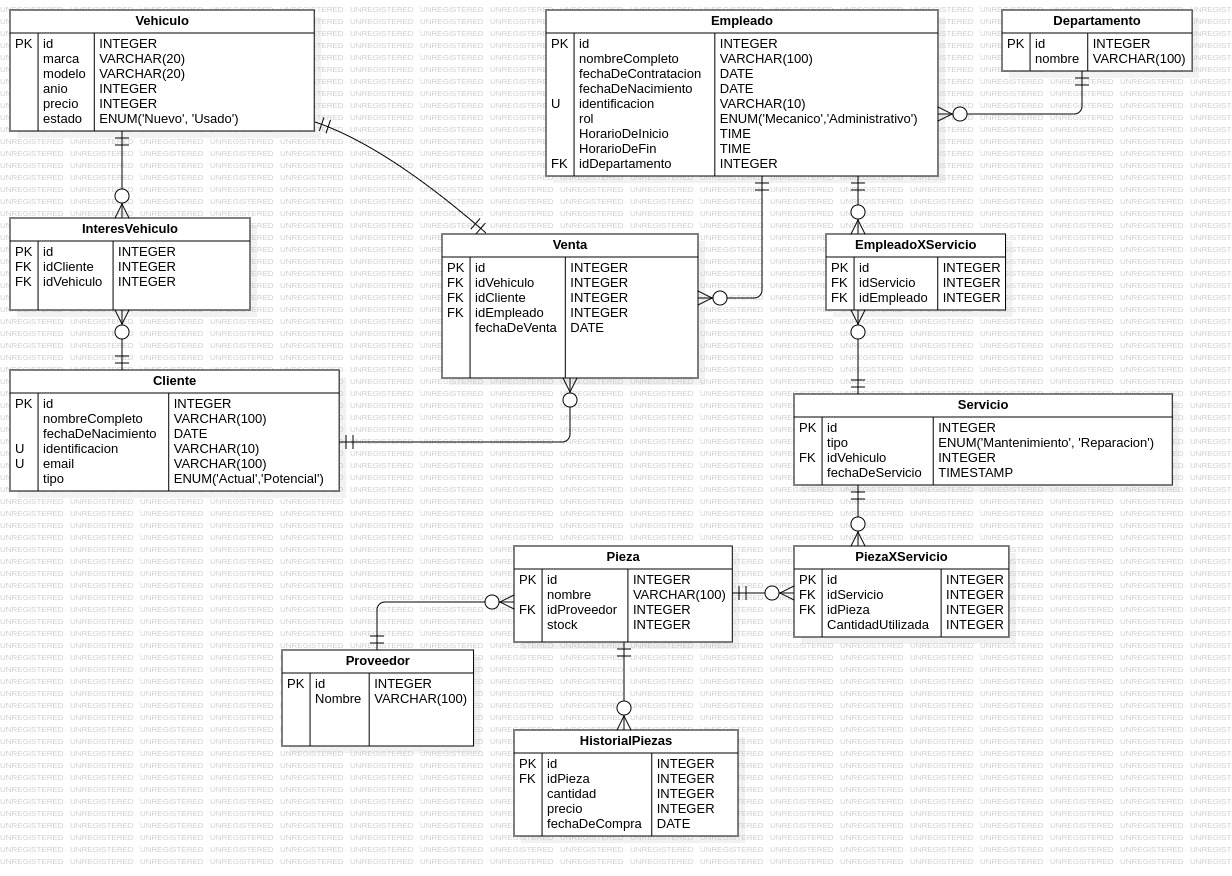 Vehiculo
PK id INTEGER
marca VARCHAR(20)
modelo VARCHAR(20)
anio INTEGER
precio INTEGER
estado ENUM('Nuevo', 'Usado')
Empleado
PK id INTEGER
nombreCompleto VARCHAR(100)
fechaDeContratacion DATE
fechaDeNacimiento DATE
U identificacion VARCHAR(10)
rol ENUM('Mecanico','Administrativo')
HorarioDeInicio TIME
HorarioDeFin TIME
FK idDepartamento INTEGER
Departamento
PK id INTEGER
nombre VARCHAR(100)
InteresVehiculo
PK id INTEGER
FK idCliente INTEGER
FK idVehiculo INTEGER
Venta
PK id INTEGER
FK idVehiculo INTEGER
FK idCliente INTEGER
FK idEmpleado INTEGER
fechaDeVenta DATE
EmpleadoXServicio
PK id INTEGER
FK idServicio INTEGER
FK idEmpleado INTEGER
Cliente
PK id INTEGER
nombreCompleto VARCHAR(100)
fechaDeNacimiento DATE
U identificacion VARCHAR(10)
U email VARCHAR(100)
tipo ENUM('Actual','Potencial')
Servicio
PK id INTEGER
tipo ENUM('Mantenimiento', 'Reparacion')
FK idVehiculo INTEGER
fechaDeServicio TIMESTAMP
Pieza
PK id INTEGER
nombre VARCHAR(100)
FK idProveedor INTEGER
stock INTEGER
PiezaXServicio
PK id INTEGER
FK idServicio INTEGER
FK idPieza INTEGER
CantidadUtilizada INTEGER
Proveedor
PK id INTEGER
Nombre VARCHAR(100)
HistorialPiezas
PK id INTEGER
FK idPieza INTEGER
cantidad INTEGER
precio INTEGER
fechaDeCompra DATE
UNREGISTERED